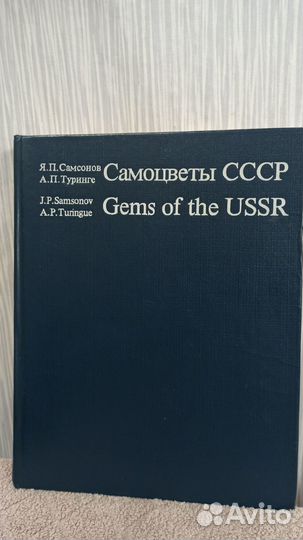 Я.П.Самсонов
А.П.Туринге
Самоцветы СССР
J.P.Samsonov
A.P.Turingue
Gems of the USSR
Avito